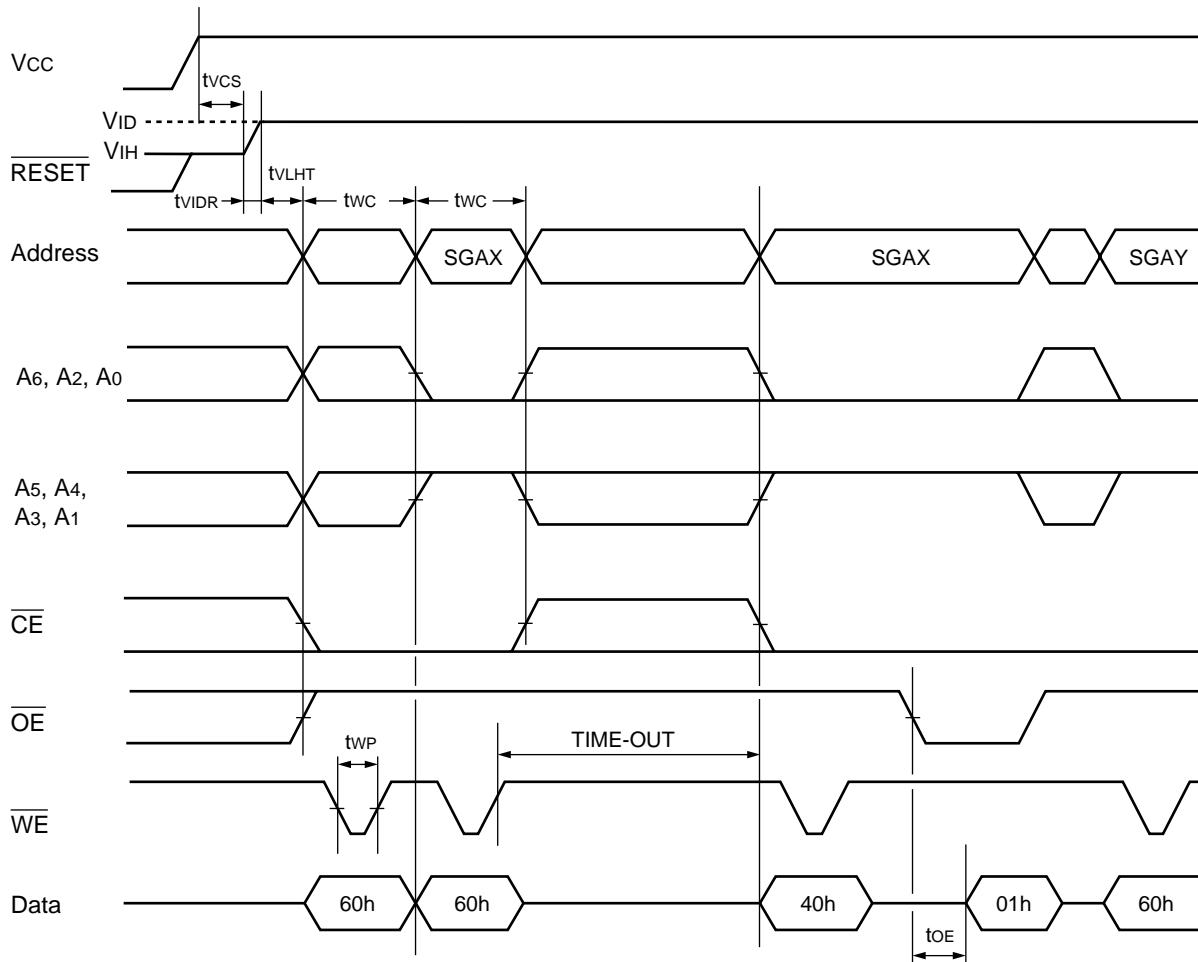 VCC
tVCS
VID
VIH
RESET
tVLHT
tVIDR
tWC
tWC
Address
SGAX
SGAX
SGAY
A6, A2, A0
A5, A4,
A3, A1
CE
OE
TIME-OUT
tWP
WE
Data
60h
60h
40h
01h
60h
tOE